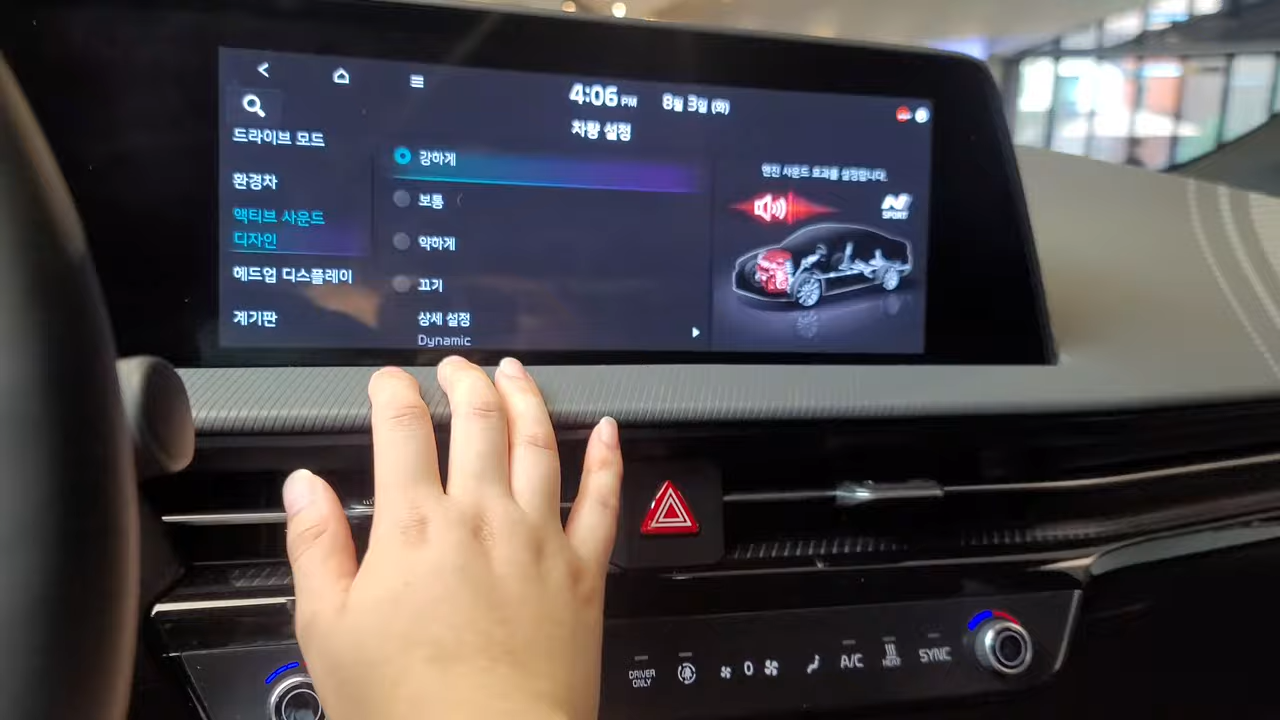 4:06 PM 8월 3일 (화)
차량 설정
드라이브 모드
환경차
액티브 사운드
디자인
헤드업 디스플레이
계기판
강하게
보통
약하게
끄기
상세 설정
Dynamic
엔진 사운드 효과를 설정합니다.
N
SPORT
DRIVER
ONLY
0
A/C
HEAT
SYNC